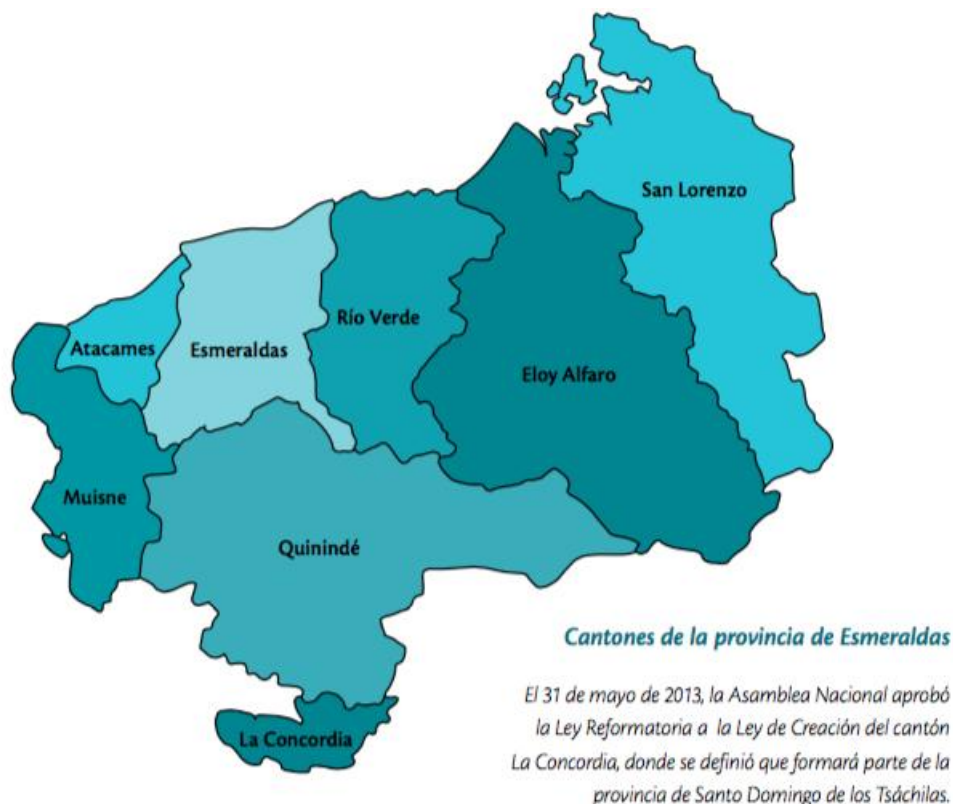 San Lorenzo
Río Verde
Atacames
Esmeraldas
Eloy Alfaro
Muisne
Quinindé
La Concordia
Cantones de la provincia de Esmeraldas
El 31 de mayo de 2013, la Asamblea Nacional aprobó
la Ley Reformatoria a la Ley de Creación del cantón
La Concordia, donde se definió que formará parte de la
provincia de Santo Domingo de los Tsáchilas.